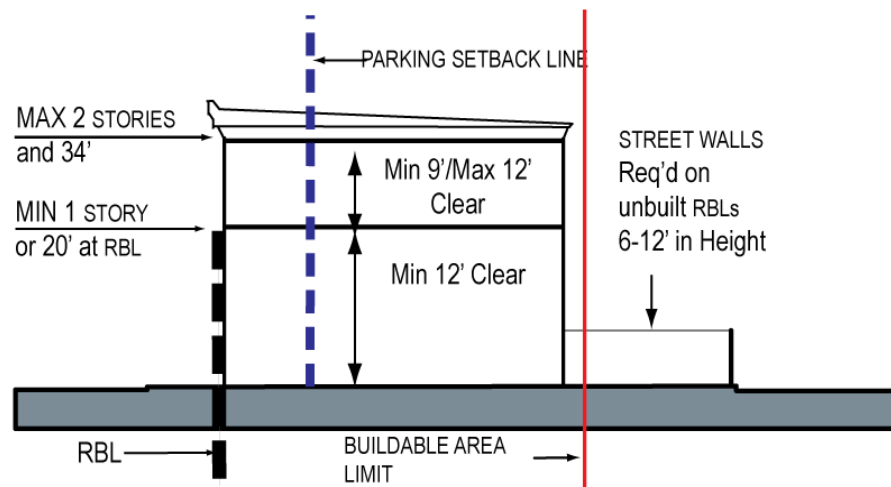 PARKING SETBACK LINE
MAX 2 STORIES
and 34'
MIN 1 STORY
or 20' at RBL
Min 9'/Max 12'
Clear
Min 12' Clear
STREET WALLS
Req'd on
unbuilt RBLs
6-12' in Height
RBL
BUILDABLE AREA
LIMIT